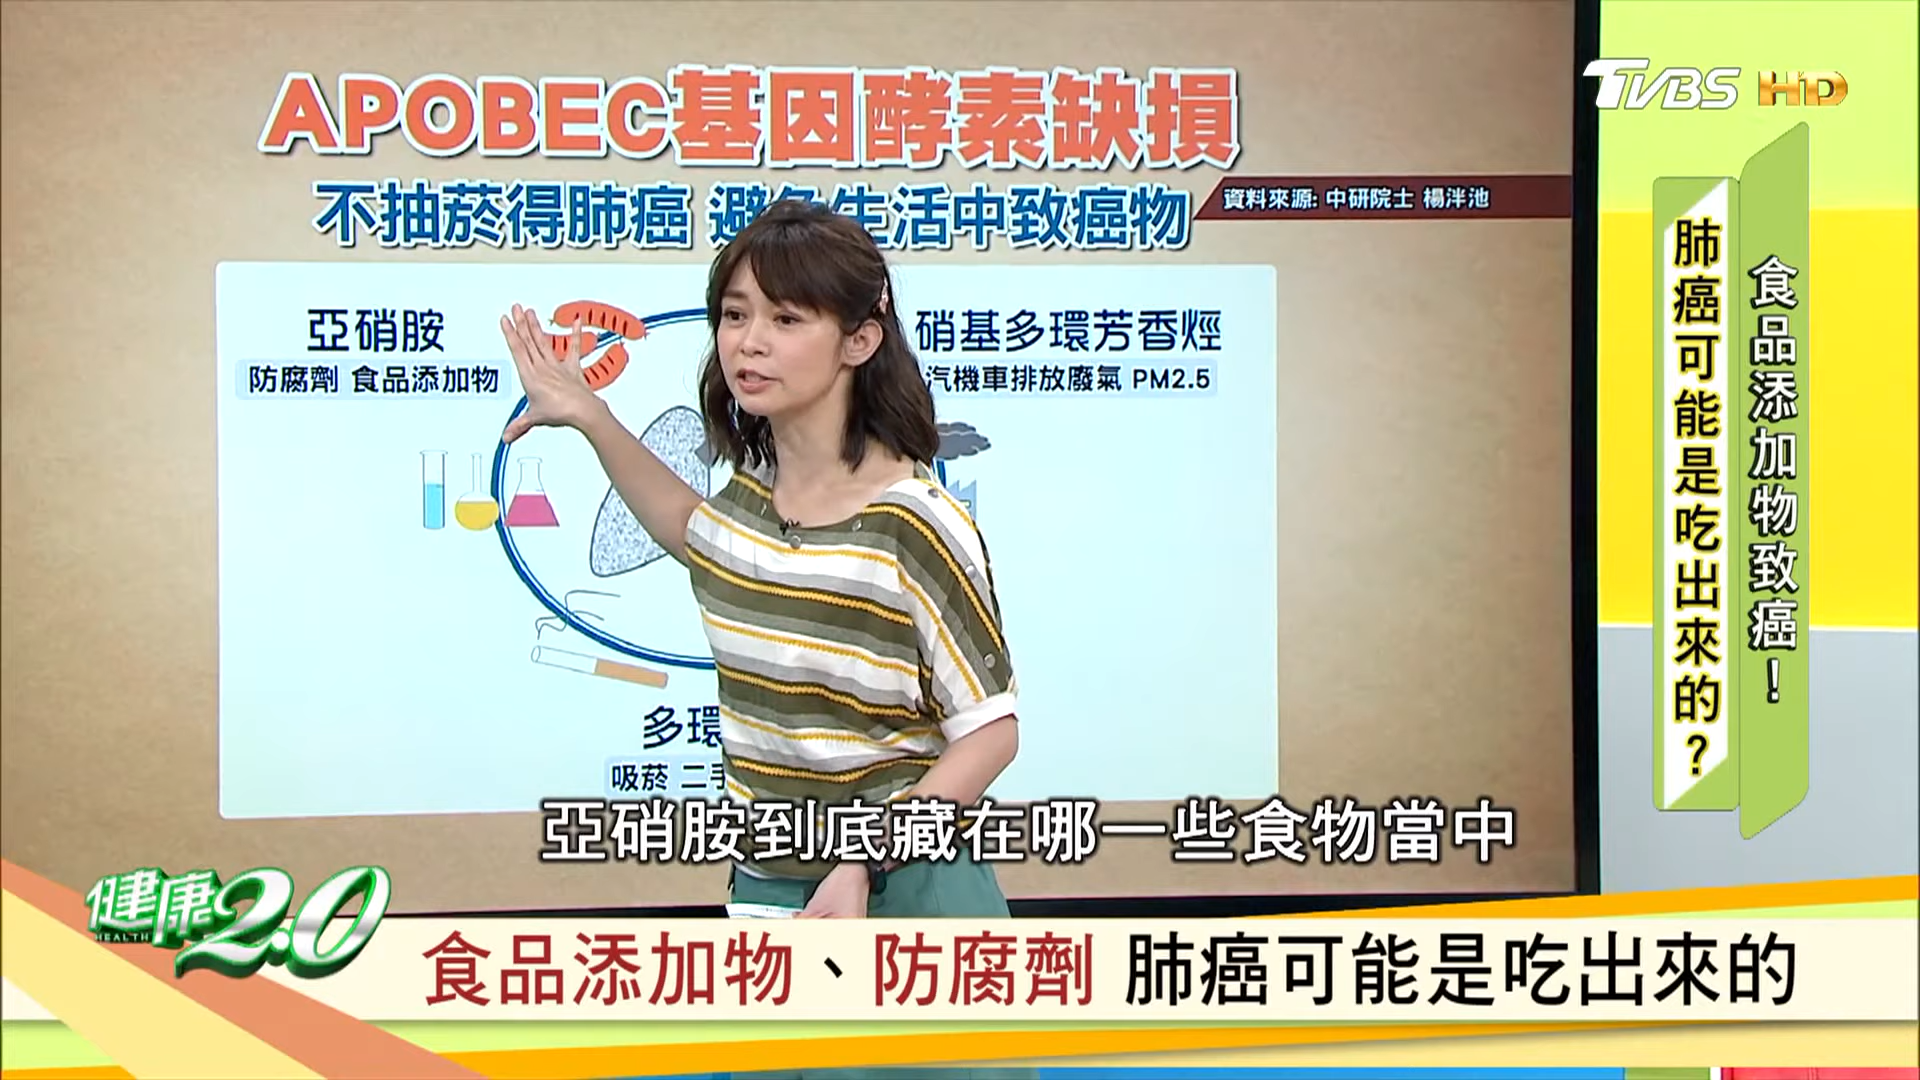 APOBEC基因酵素缺損
不抽菸得肺癌 避免生活中致癌物
資料來源: 中研院士 楊泮池
TVBS HD
食品添加物致癌！
肺癌可能是吃出來的？
亞硝胺
防腐劑 食品添加物
硝基多環芳香烴
汽機車排放廢氣 PM2.5
多環
吸菸 二手
亞硝胺到底藏在哪一些食物當中
健康2.0
HEALTH
食品添加物、防腐劑 肺癌可能是吃出來的